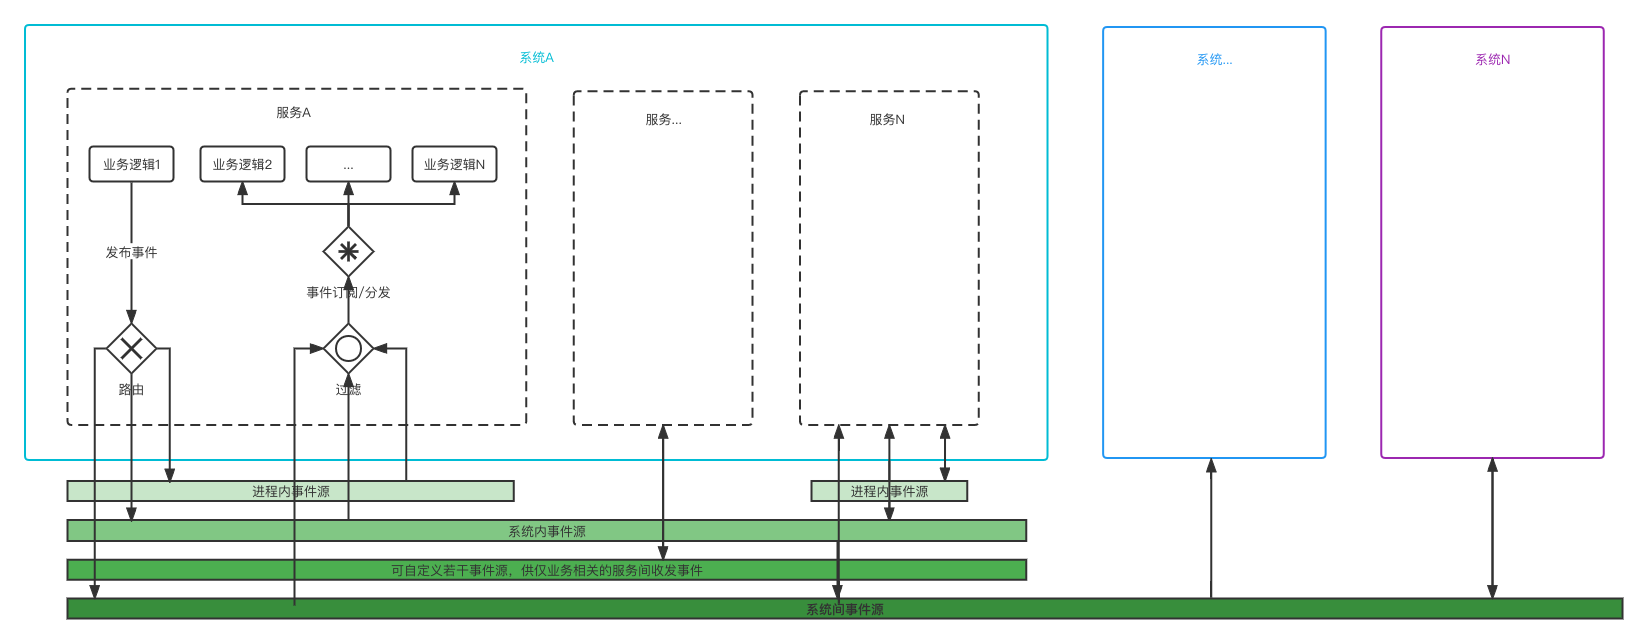 系统A
系统...
系统N
服务A
服务...
服务N
业务逻辑1
业务逻辑2
...
业务逻辑N
发布事件
事件订阅/分发
路由
过滤
进程内事件源
进程内事件源
系统内事件源
可自定义若干事件源，供仅业务相关的服务间收发事件
系统间事件源